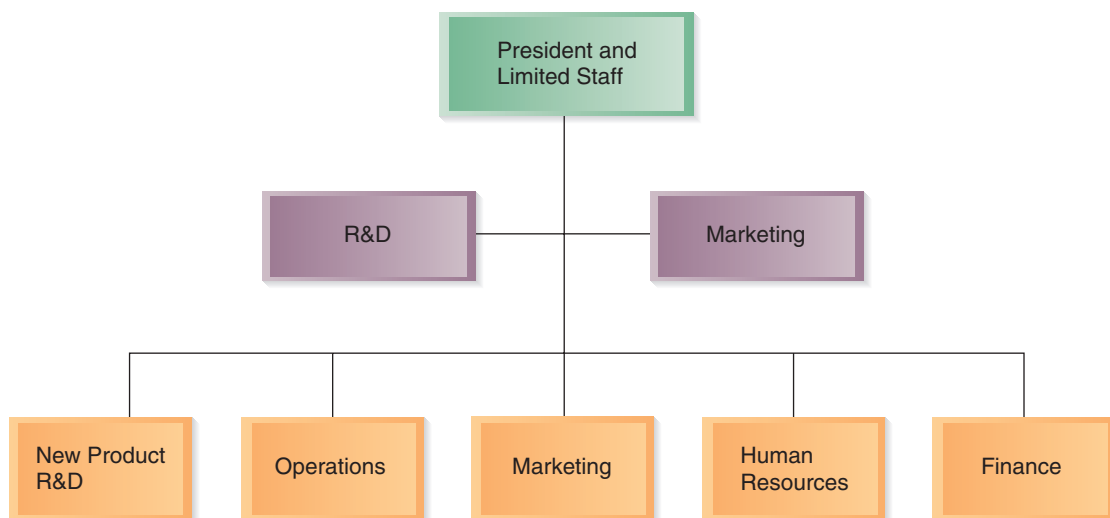 President and
Limited Staff
R&D
Marketing
New Product
R&D
Operations
Marketing
Human
Resources
Finance